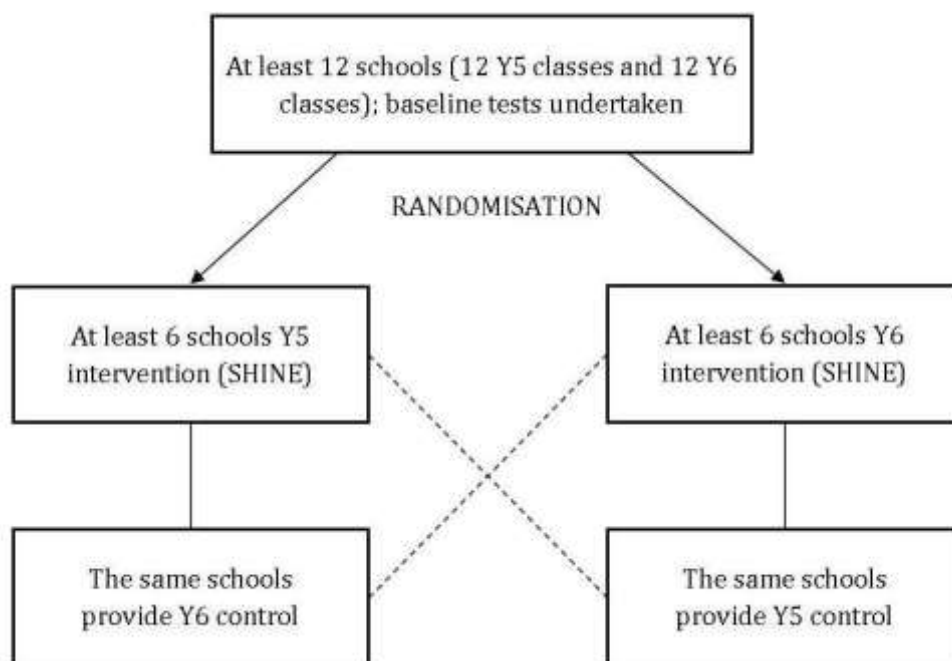 At least 12 schools (12 Y5 classes and 12 Y6
classes); baseline tests undertaken
RANDOMISATION
At least 6 schools Y5
intervention (SHINE)
At least 6 schools Y6
intervention (SHINE)
The same schools
provide Y6 control
The same schools
provide Y5 control